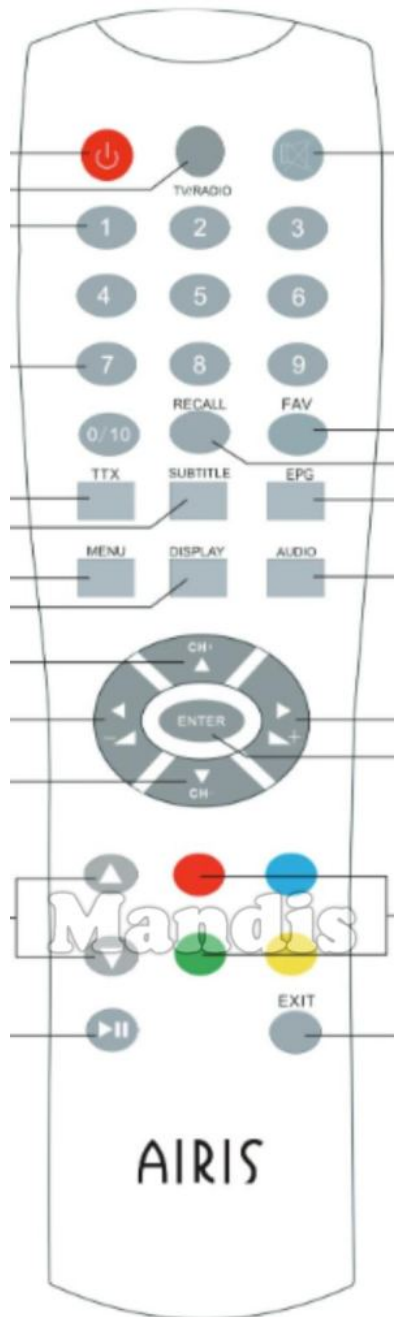 TV/RADIO
1 2 3
4 5 6
7 8 9
RECALL FAV
0/10
TTX SUBTITLE EPG
MENU DISPLAY AUDIO
CH+
ENTER
- +
CH-
Mandis
EXIT
AIRIS